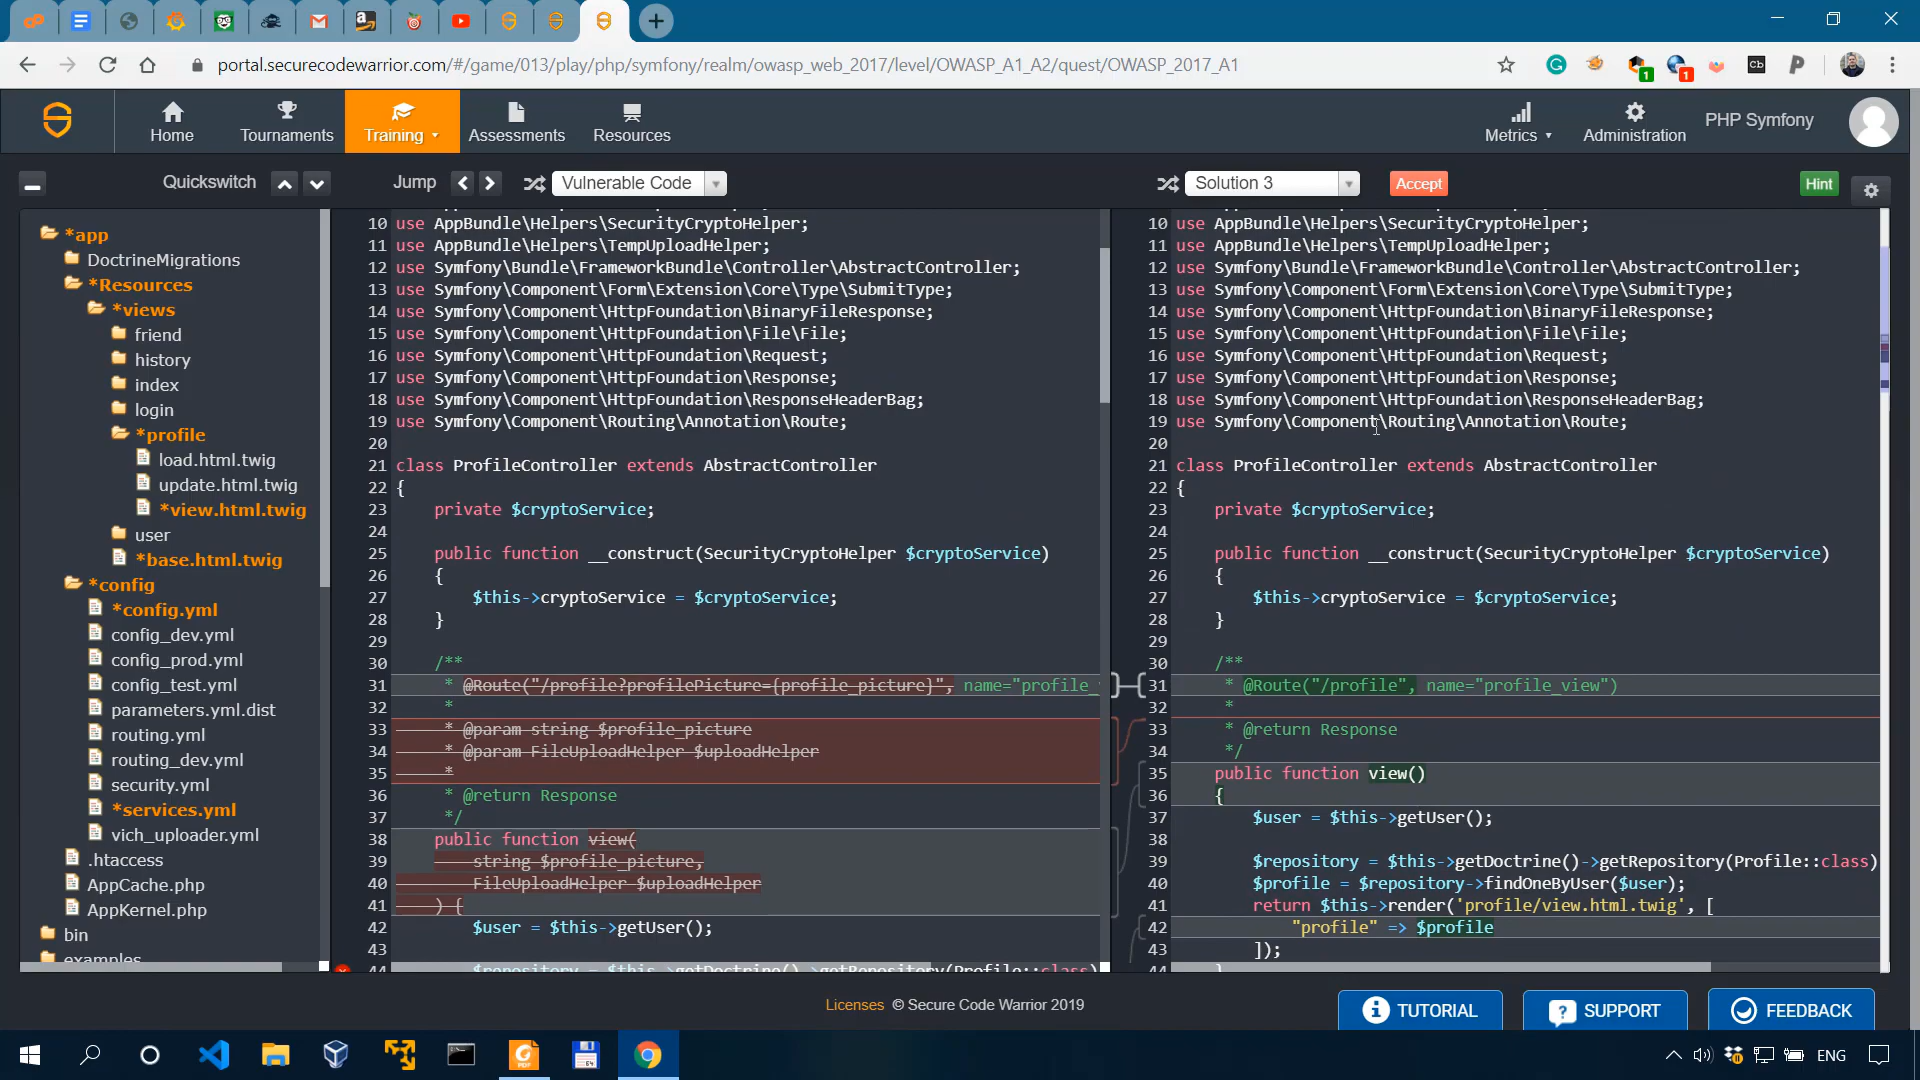 portal.securecodewarrior.com/#/game/013/play/php/symfony/realm/owasp_web_2017/level/OWASP_A1_A2/quest/OWASP_2017_A1
1
1
Cb
Home
Tournaments
Training
Assessments
Resources
Metrics
Administration
PHP Symfony
Quickswitch
Jump
Vulnerable Code
Solution 3
Accept
Hint
*app
DoctrineMigrations
*Resources
*views
friend
history
index
login
*profile
load.html.twig
update.html.twig
*view.html.twig
user
*base.html.twig
*config
*config.yml
config_dev.yml
config_prod.yml
config_test.yml
parameters.yml.dist
routing.yml
routing_dev.yml
security.yml
*services.yml
vich_uploader.yml
.htaccess
AppCache.php
AppKernel.php
bin
examples
10 use AppBundle\Helpers\SecurityCryptoHelper;
11 use AppBundle\Helpers\TempUploadHelper;
12 use Symfony\Bundle\FrameworkBundle\Controller\AbstractController;
13 use Symfony\Component\Form\Extension\Core\Type\SubmitType;
14 use Symfony\Component\HttpFoundation\BinaryFileResponse;
15 use Symfony\Component\HttpFoundation\File\File;
16 use Symfony\Component\HttpFoundation\Request;
17 use Symfony\Component\HttpFoundation\Response;
18 use Symfony\Component\HttpFoundation\ResponseHeaderBag;
19 use Symfony\Component\Routing\Annotation\Route;
20
21 class ProfileController extends AbstractController
22 {
23 private $cryptoService;
24
25 public function __construct(SecurityCryptoHelper $cryptoService)
26 {
27 $this->cryptoService = $cryptoService;
28 }
29
30 /**
31 * @Route("/profile?profilePicture={profile_picture}", name="profile_
32 *
33 * @param string $profile_picture
34 * @param FileUploadHelper $uploadHelper
35 *
36 * @return Response
37 */
38 public function view(
39 string $profile_picture,
40 FileUploadHelper $uploadHelper
41 ) {
42 $user = $this->getUser();
43
44 $repository = $this->getDoctrine()->getRepository(Profile::class)
10 use AppBundle\Helpers\SecurityCryptoHelper;
11 use AppBundle\Helpers\TempUploadHelper;
12 use Symfony\Bundle\FrameworkBundle\Controller\AbstractController;
13 use Symfony\Component\Form\Extension\Core\Type\SubmitType;
14 use Symfony\Component\HttpFoundation\BinaryFileResponse;
15 use Symfony\Component\HttpFoundation\File\File;
16 use Symfony\Component\HttpFoundation\Request;
17 use Symfony\Component\HttpFoundation\Response;
18 use Symfony\Component\HttpFoundation\ResponseHeaderBag;
19 use Symfony\Component\Routing\Annotation\Route;
20
21 class ProfileController extends AbstractController
22 {
23 private $cryptoService;
24
25 public function __construct(SecurityCryptoHelper $cryptoService)
26 {
27 $this->cryptoService = $cryptoService;
28 }
29
30 /**
31 * @Route("/profile", name="profile_view")
32 *
33 * @return Response
34 */
35 public function view()
36 {
37 $user = $this->getUser();
38
39 $repository = $this->getDoctrine()->getRepository(Profile::class)
40 $profile = $repository->findOneByUser($user);
41 return $this->render('profile/view.html.twig', [
42 "profile" => $profile
43 ]);
44
Licenses © Secure Code Warrior 2019
TUTORIAL
SUPPORT
FEEDBACK
ENG